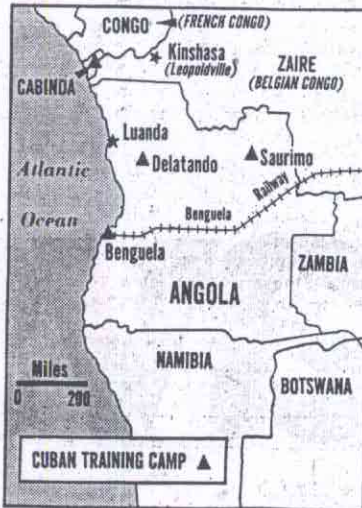 CONGO
(FRENCH CONGO)
Kinshasa
(Leopoldville)
ZAIRE
(BELGIAN CONGO)
CABINDA
Luanda
Delatando
Saurimo
Atlantic
Ocean
Benguela
Railway
Benguela
ZAMBIA
ANGOLA
NAMIBIA
BOTSWANA
Miles
0 200
CUBAN TRAINING CAMP